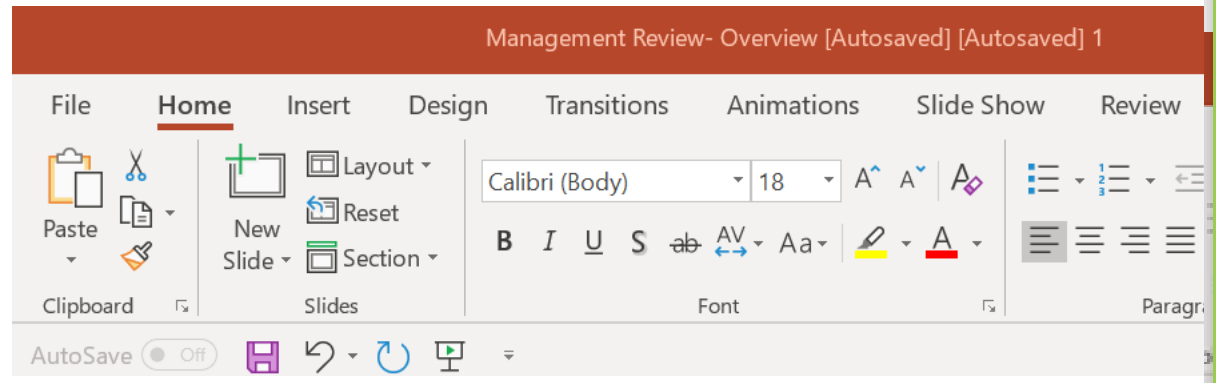 Management Review- Overview [Autosaved] [Autosaved] 1
File Home Insert Design Transitions Animations Slide Show Review
Layout
Calibri (Body) 18 A A A
Paste New Slide Reset
B I U S ab AV Aa A
Section
Clipboard Slides Font Paragr
AutoSave Off